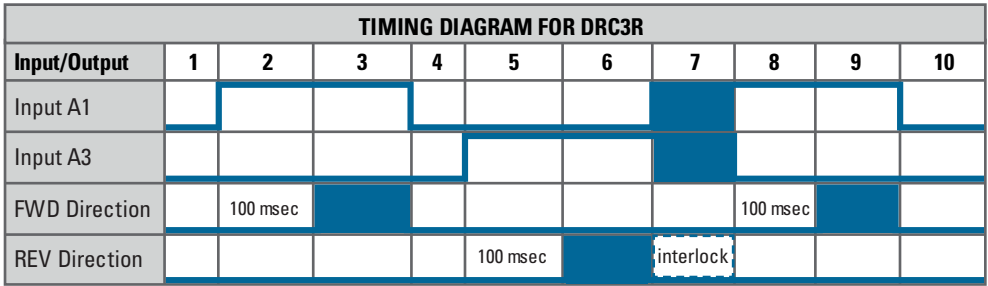 TIMING DIAGRAM FOR DRC3R
Input/Output 1 2 3 4 5 6 7 8 9 10
Input A1
Input A3
FWD Direction 100 msec 100 msec
REV Direction 100 msec interlock